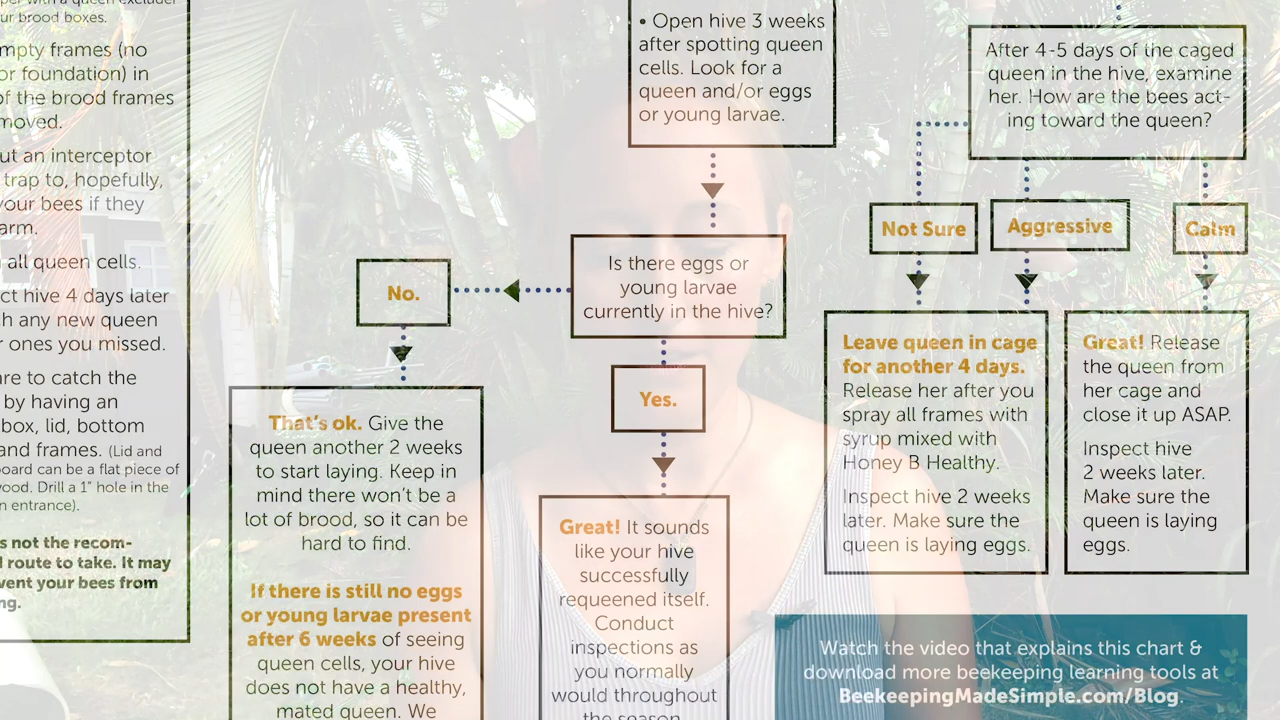 ur brood boxes.
mpty frames (no
or foundation) in
of the brood frames
moved.
ut an interceptor
trap to, hopefully,
your bees if they
arm.
all queen cells.
ct hive 4 days later
h any new queen
r ones you missed.
are to catch the
by having an
box, lid, bottom
and frames. (Lid and
board can be a flat piece of
wood. Drill a 1" hole in the
n entrance).
s not the recom-
d route to take. It may
vent your bees from
ng.
• Open hive 3 weeks
after spotting queen
cells. Look for a
queen and/or eggs
or young larvae.
Is there eggs or
young larvae
currently in the hive?
No.
That's ok. Give the
queen another 2 weeks
to start laying. Keep in
mind there won't be a
lot of brood, so it can be
hard to find.
If there is still no eggs
or young larvae present
after 6 weeks of seeing
queen cells, your hive
does not have a healthy,
mated queen. We
Yes.
Great! It sounds
like your hive
successfully
requeened itself.
Conduct
inspections as
you normally
would throughout
the season.
After 4-5 days of the caged
queen in the hive, examine
her. How are the bees act-
ing toward the queen?
Not Sure
Aggressive
Calm
Leave queen in cage
for another 4 days.
Release her after you
spray all frames with
syrup mixed with
Honey B Healthy.
Inspect hive 2 weeks
later. Make sure the
queen is laying eggs.
Great! Release
the queen from
her cage and
close it up ASAP.
Inspect hive
2 weeks later.
Make sure the
queen is laying
eggs.
Watch the video that explains this chart &
download more beekeeping learning tools at
BeekeepingMadeSimple.com/Blog.